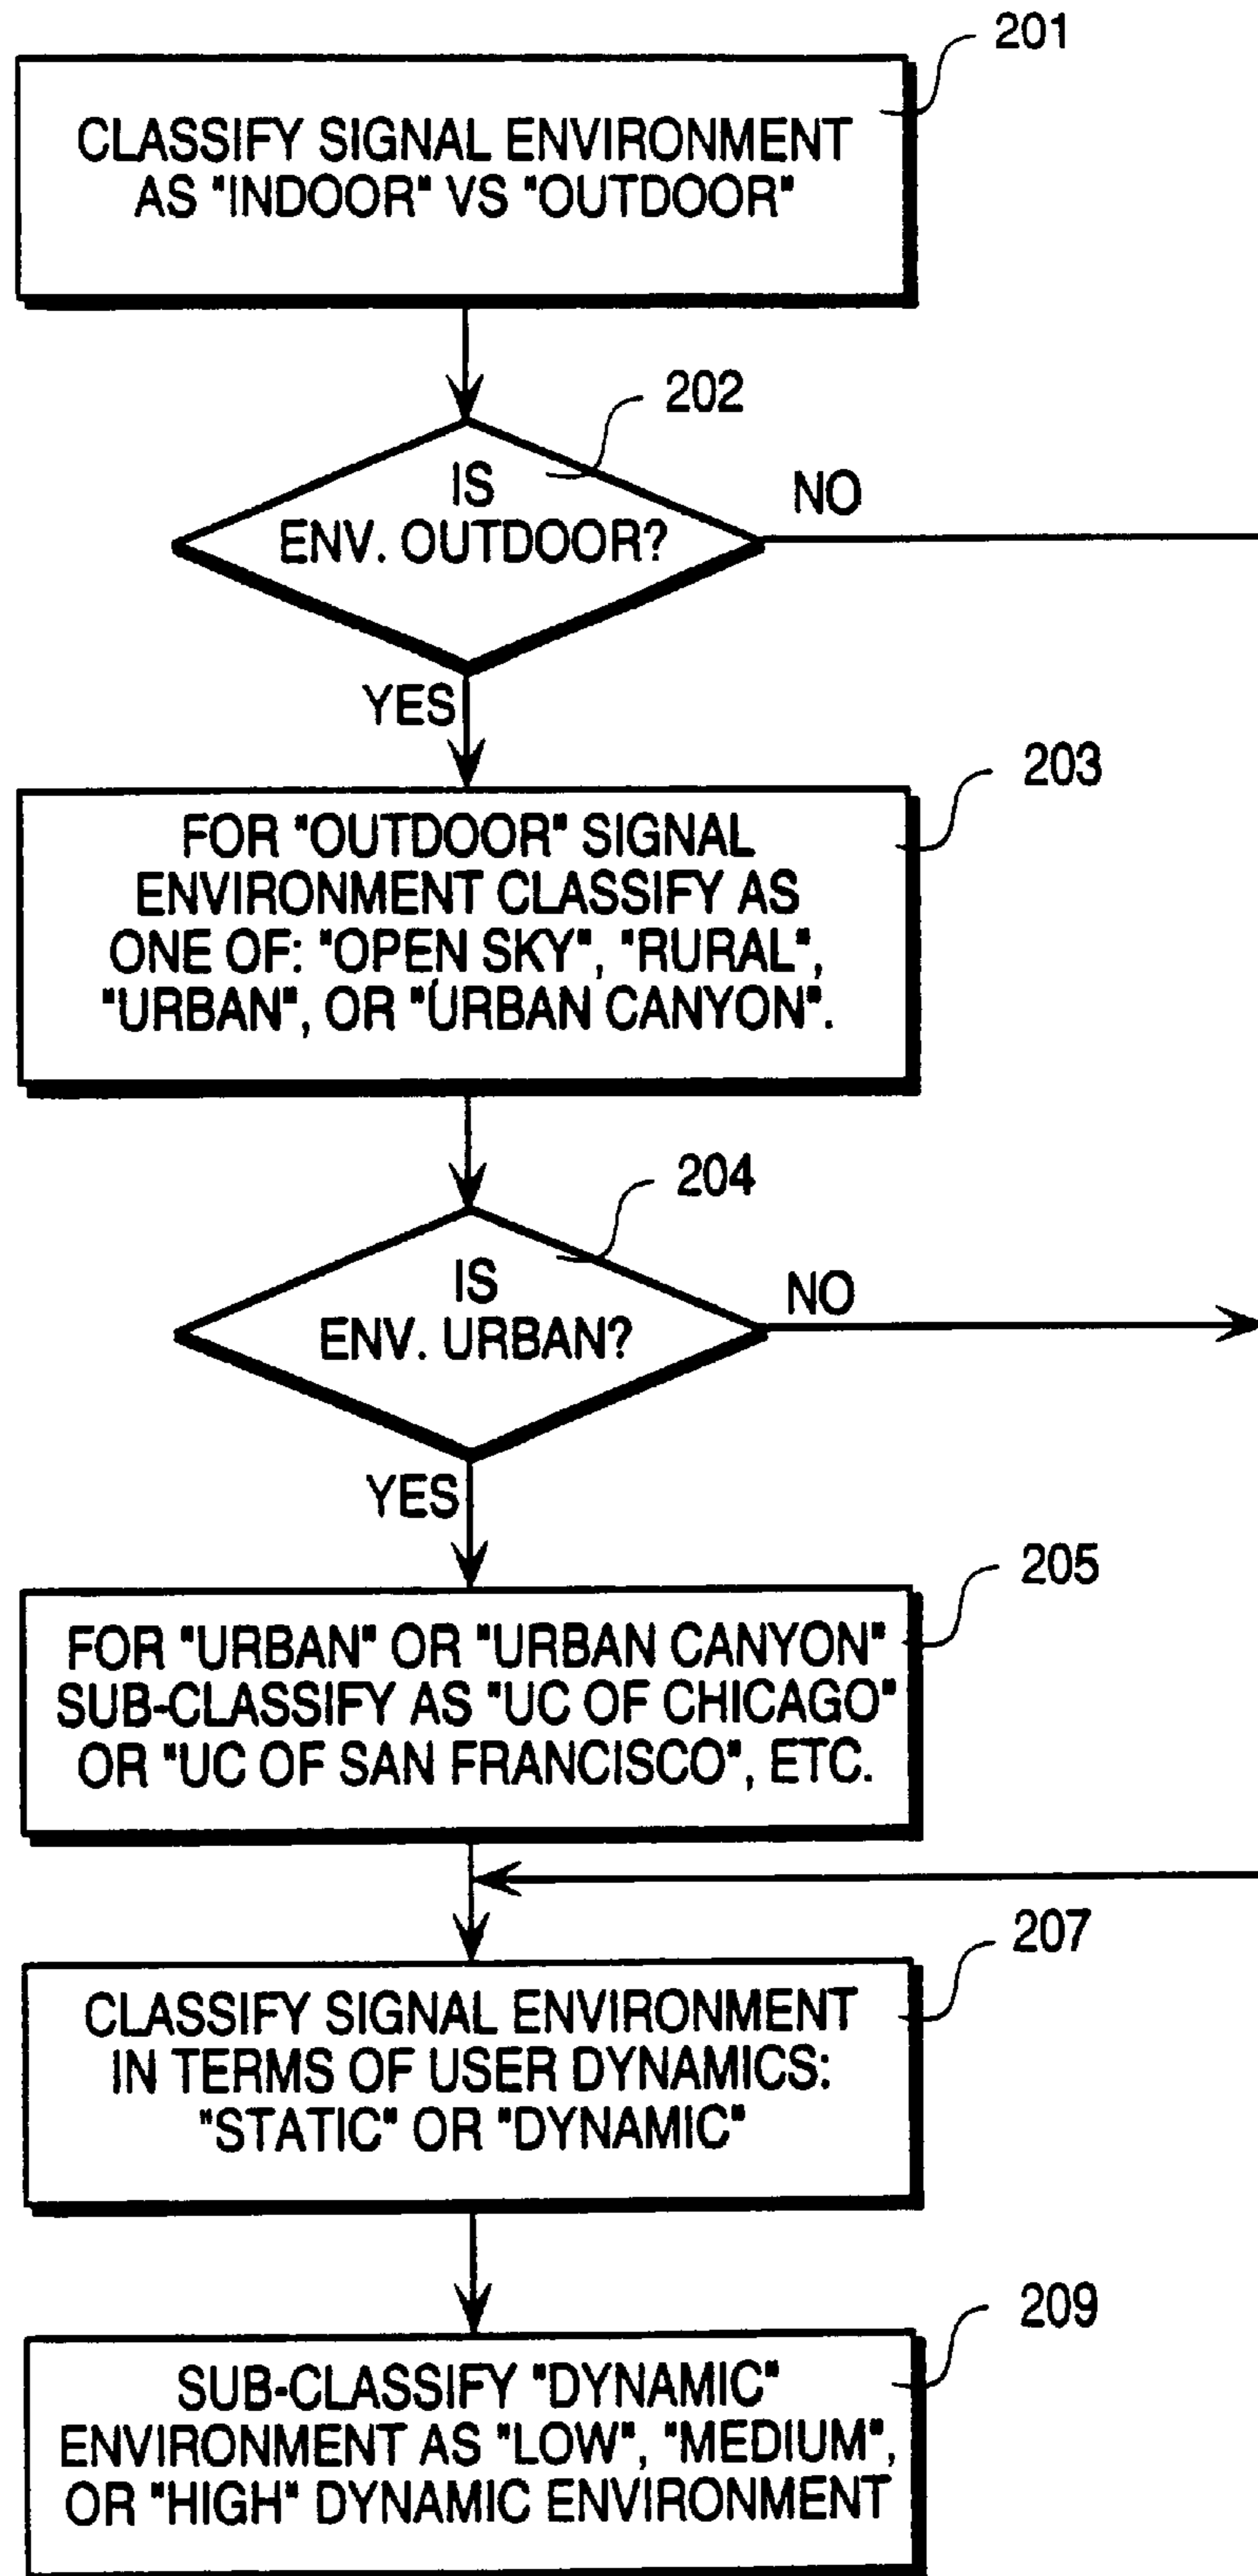 201
CLASSIFY SIGNAL ENVIRONMENT
AS "INDOOR" VS "OUTDOOR"
202
IS
ENV. OUTDOOR?
NO
YES
203
FOR "OUTDOOR" SIGNAL
ENVIRONMENT CLASSIFY AS
ONE OF: "OPEN SKY", "RURAL",
"URBAN", OR "URBAN CANYON".
204
IS
ENV. URBAN?
NO
YES
205
FOR "URBAN" OR "URBAN CANYON"
SUB-CLASSIFY AS "UC OF CHICAGO"
OR "UC OF SAN FRANCISCO", ETC.
207
CLASSIFY SIGNAL ENVIRONMENT
IN TERMS OF USER DYNAMICS:
"STATIC" OR "DYNAMIC"
209
SUB-CLASSIFY "DYNAMIC"
ENVIRONMENT AS "LOW", "MEDIUM",
OR "HIGH" DYNAMIC ENVIRONMENT